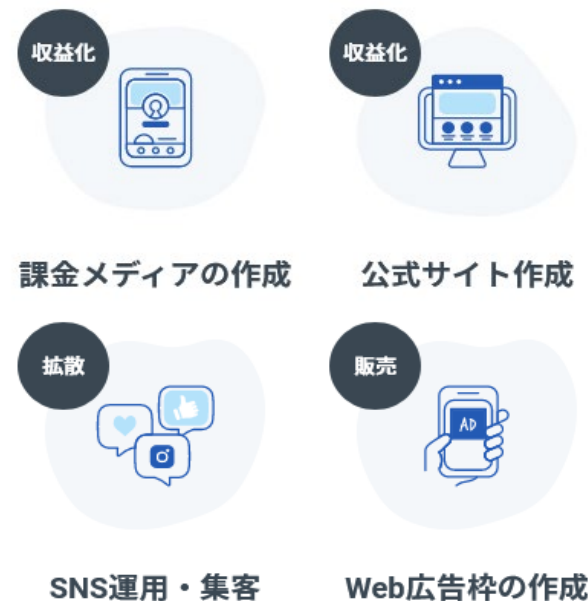 収益化
収益化
課金メディアの作成
公式サイト作成
拡散
販売
AD
SNS運用・集客
Web広告枠の作成